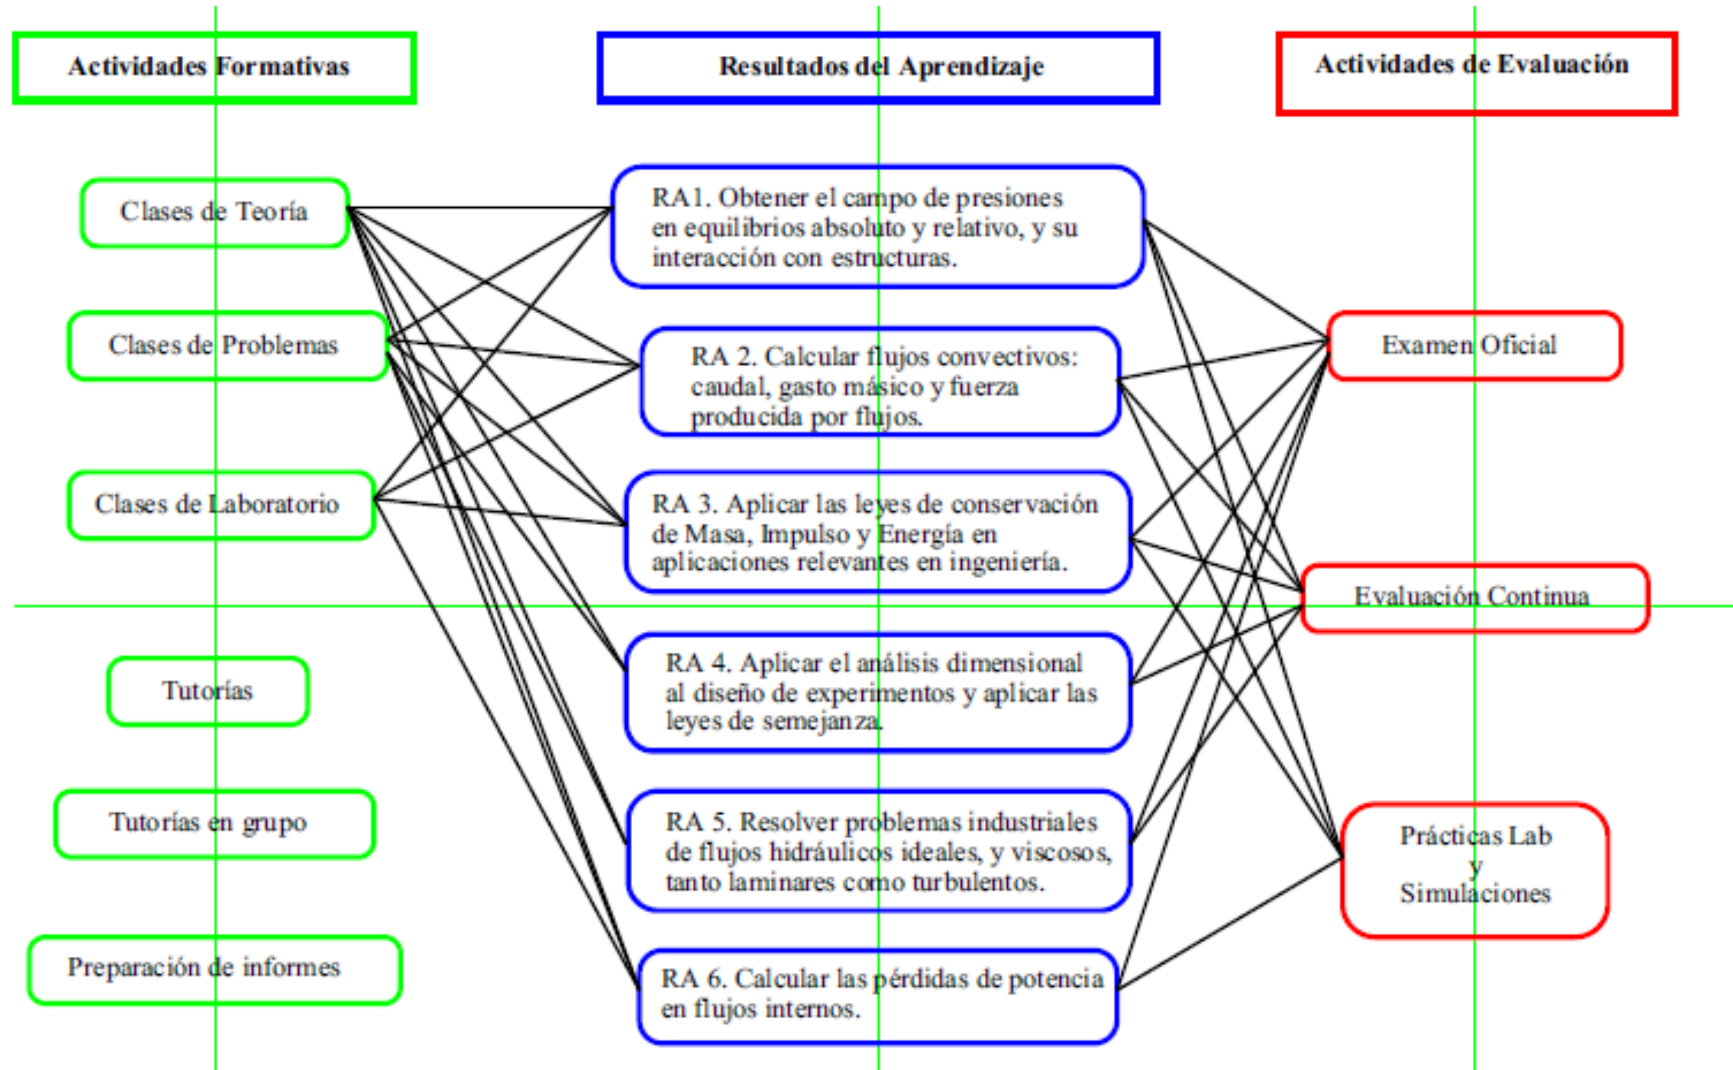 Actividades Formativas
Resultados del Aprendizaje
Actividades de Evaluación
Clases de Teoría
Clases de Problemas
Clases de Laboratorio
Tutorías
Tutorías en grupo
Preparación de informes
RA1. Obtener el campo de presiones
en equilibrios absoluto y relativo, y su
interacción con estructuras.
RA 2. Calcular flujos convectivos:
caudal, gasto másico y fuerza
producida por flujos.
RA 3. Aplicar las leyes de conservación
de Masa, Impulso y Energía en
aplicaciones relevantes en ingeniería.
RA 4. Aplicar el análisis dimensional
al diseño de experimentos y aplicar las
leyes de semejanza.
RA 5. Resolver problemas industriales
de flujos hidráulicos ideales, y viscosos,
tanto laminares como turbulentos.
RA 6. Calcular las pérdidas de potencia
en flujos internos.
Examen Oficial
Evaluación Continua
Prácticas Lab
y
Simulaciones